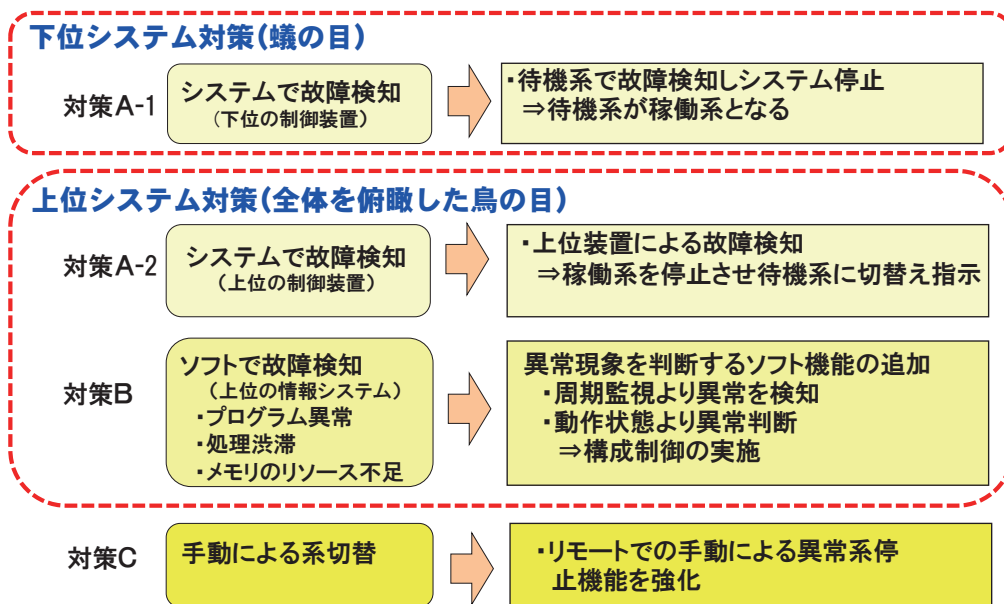 下位システム対策(蟻の目)
対策A-1
システムで故障検知
(下位の制御装置)
・待機系で故障検知しシステム停止
⇒待機系が稼働系となる
上位システム対策(全体を俯瞰した鳥の目)
対策A-2
システムで故障検知
(上位の制御装置)
・上位装置による故障検知
⇒稼働系を停止させ待機系に切替え指示
対策B
ソフトで故障検知
(上位の情報システム)
・プログラム異常
・処理渋滞
・メモリのリソース不足
異常現象を判断するソフト機能の追加
・周期監視より異常を検知
・動作状態より異常判断
⇒構成制御の実施
対策C
手動による系切替
・リモートでの手動による異常系停
止機能を強化